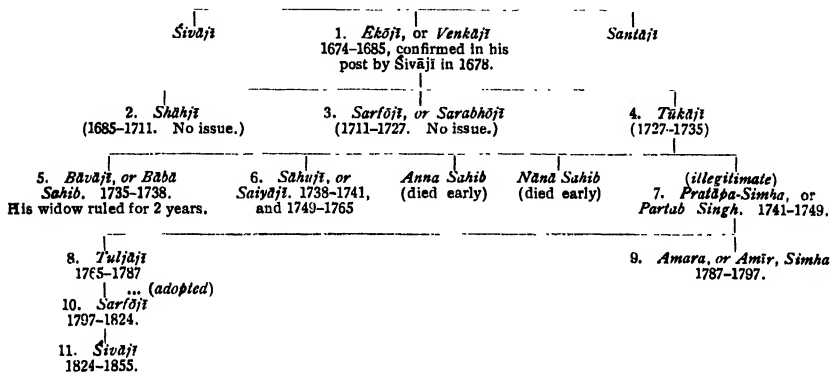 Śivājī
1. Ēkōjī, or Venkājī
Santājī
1674–1685, confirmed in his
post by Śivājī in 1678.
2. Shāhjī
(1685–1711. No issue.)
3. Sarfōjī, or Sarabhōjī
(1711–1727. No issue.)
4. Tūkājī
(1727–1735)
5. Bāvājī, or Bābā
Sahib. 1735–1738.
His widow ruled for 2 years.
6. Sāhujī, or
Saiyājī. 1738–1741,
and 1749–1765
Anna Sahib
(died early)
Nānā Sahib
(died early)
(illegitimate)
7. Pratāpa-Simha, or
Partab Singh. 1741–1749.
8. Tuljājī
1765–1787
... (adopted)
9. Amara, or Amīr, Simha
1787–1797.
10. Sarfōjī
1797–1824.
11. Śivājī
1824–1855.